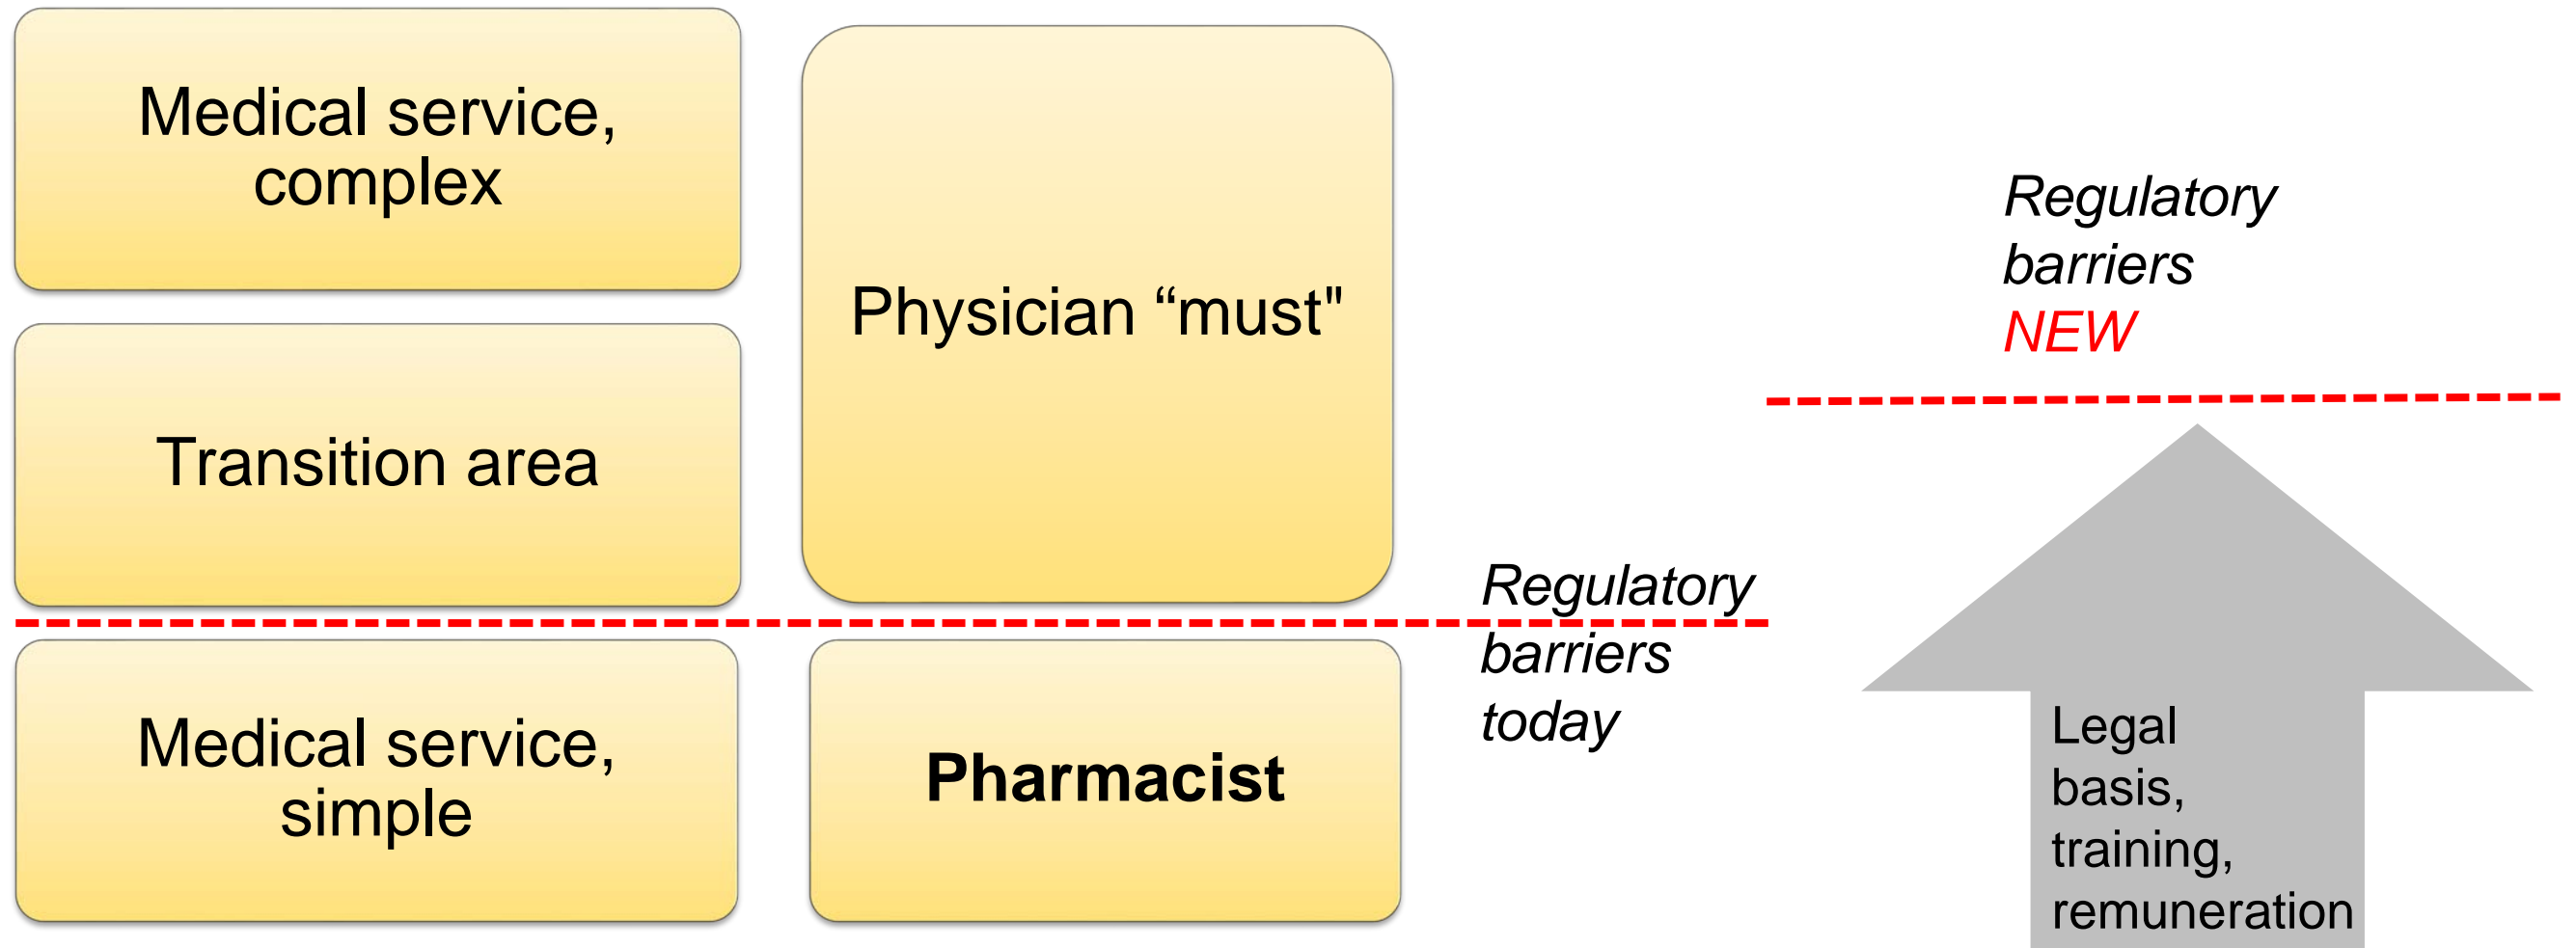 Medical service,
complex
Transition area
Medical service,
simple
Physician “must"
Pharmacist
Regulatory
barriers
today
Regulatory
barriers
NEW
Legal
basis,
training,
remuneration